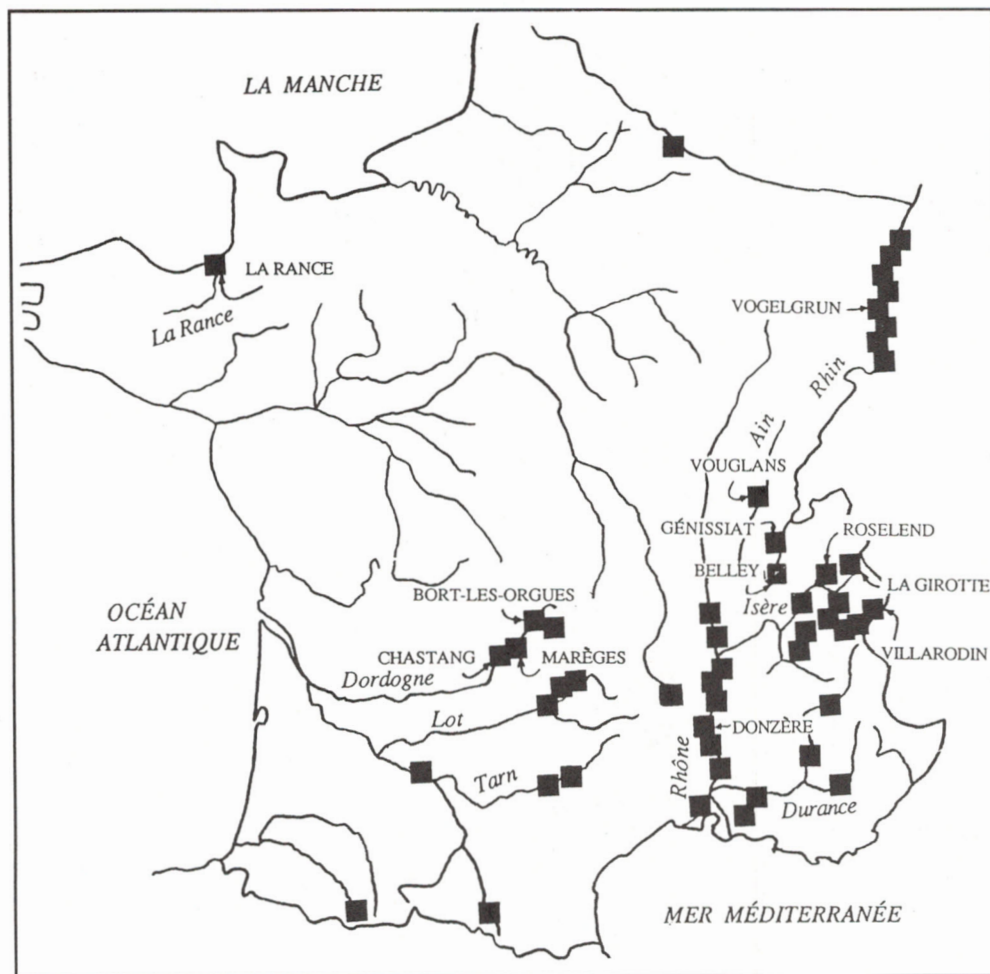 LA MANCHE
LA RANCE
La Rance
VOGELGRUN
Rhin
Ain
VOUGLANS
GÉNISSIAT
ROSELEND
BELLEY
LA GIROTTE
Isère
BORT-LES-ORGUES
OCÉAN
ATLANTIQUE
CHASTANG
MARÈGES
VILLARODIN
Dordogne
Lot
DONZÈRE
Rhône
Tarn
Durance
MER MÉDITERRANÉE